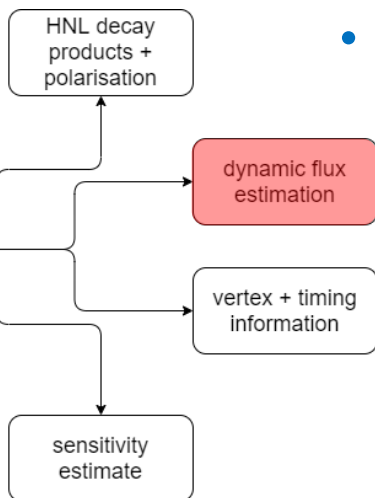 HNL decay
products +
polarisation
dynamic flux
estimation
vertex + timing
information
sensitivity
estimate